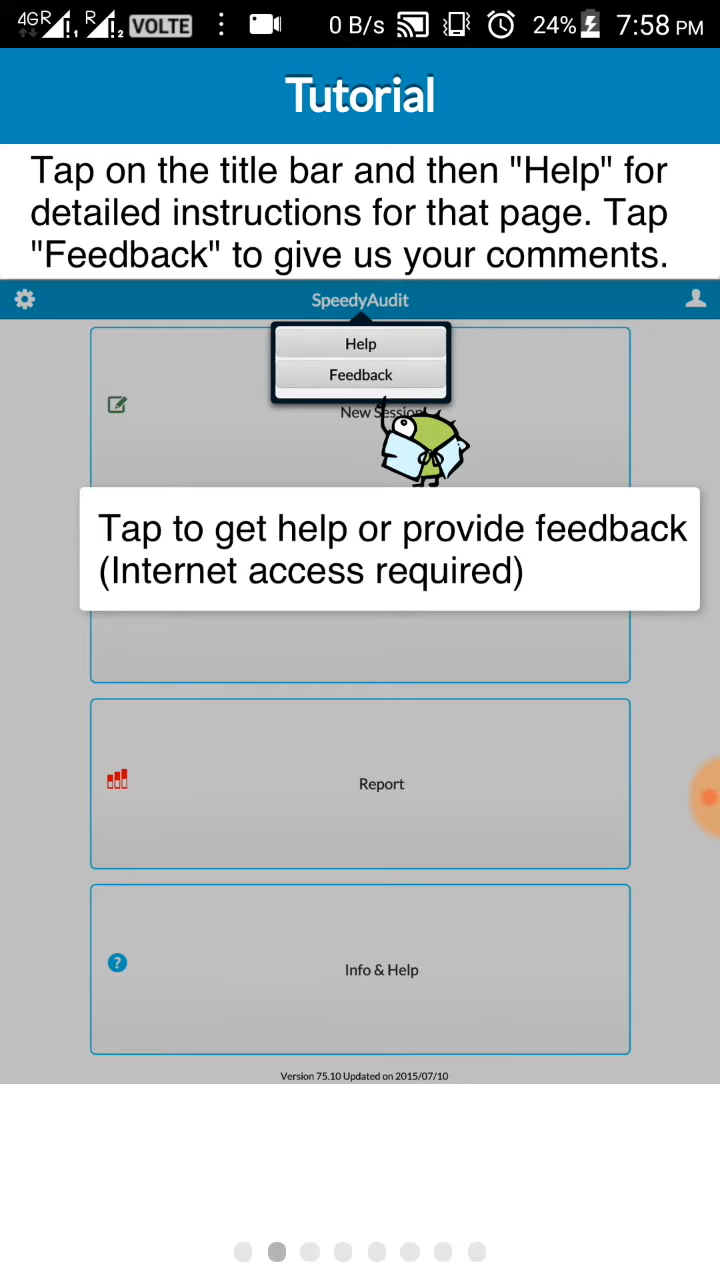 4GR R 1 2 VOLTE 0 B/s 24% 7:58 PM
Tutorial
Tap on the title bar and then "Help" for
detailed instructions for that page. Tap
"Feedback" to give us your comments.
SpeedyAudit
Help
Feedback
New Session
Tap to get help or provide feedback
(Internet access required)
Report
? Info & Help
Version 75.10 Updated on 2015/07/10